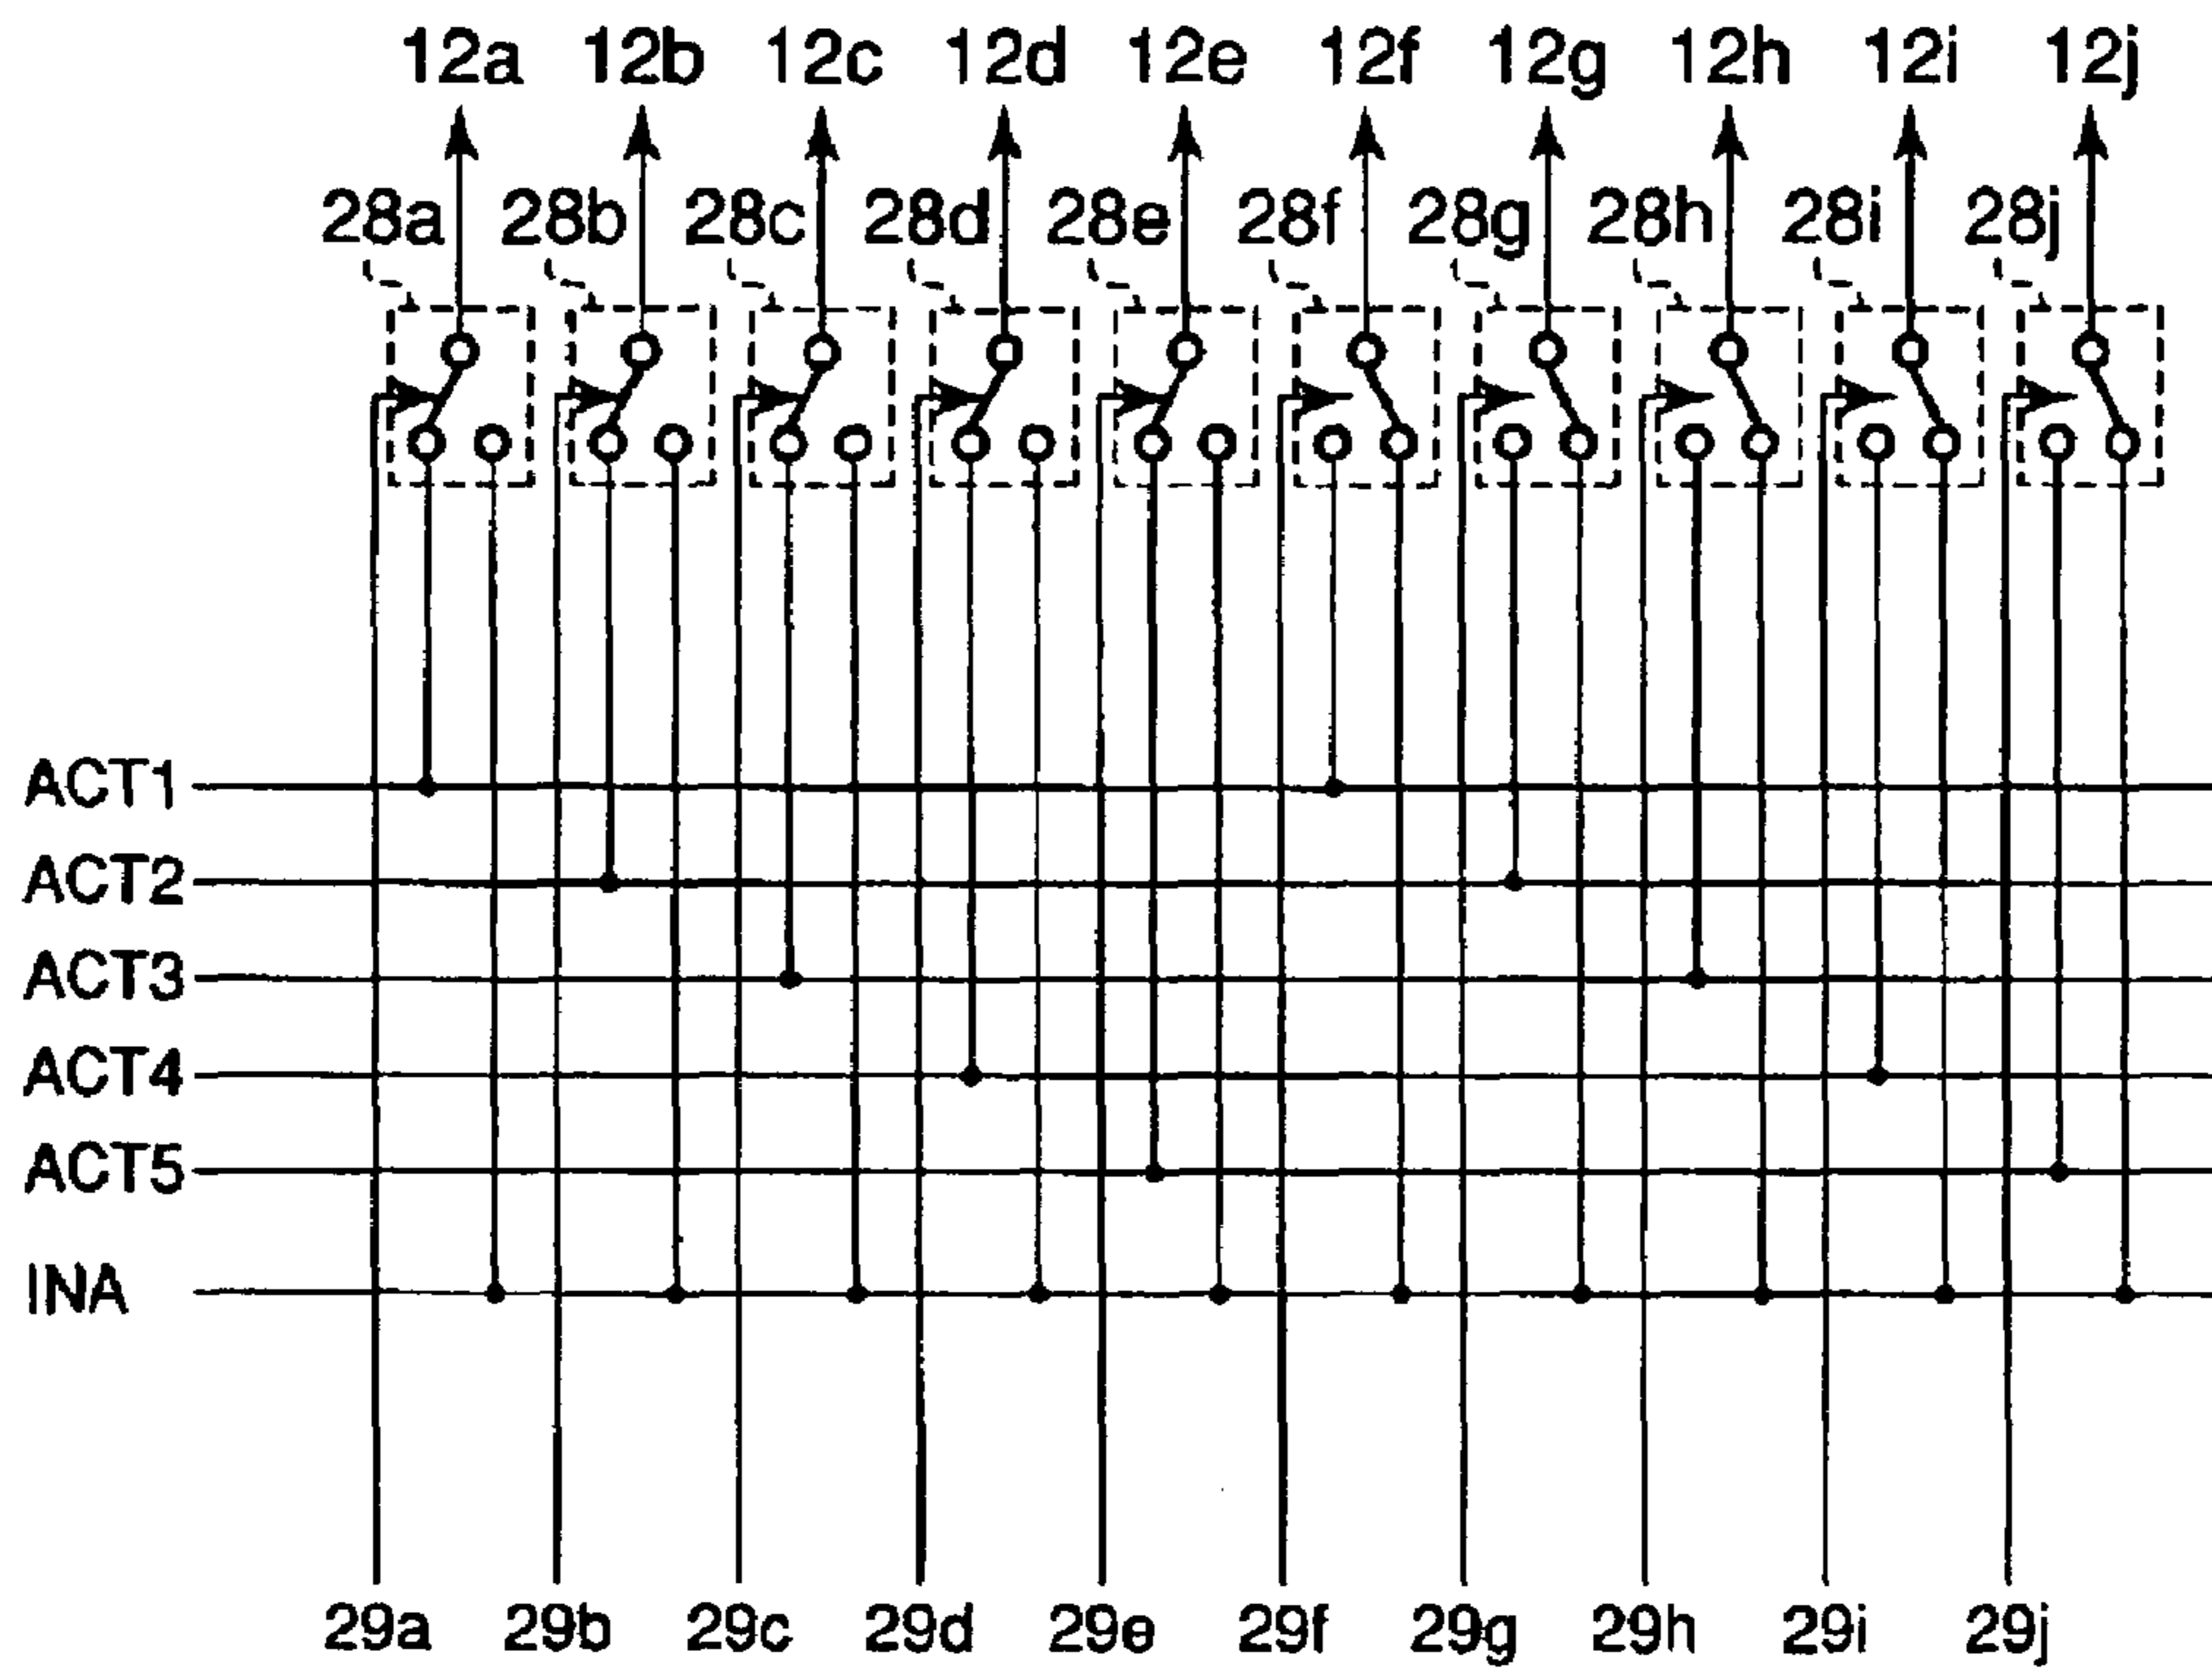 12a 12b 12c 12d 12e 12f 12g 12h 12i 12j
28a 28b 28c 28d 28e 28f 28g 28h 28i 28j
ACT1
ACT2
ACT3
ACT4
ACT5
INA
29a 29b 29c 29d 29e 29f 29g 29h 29i 29j